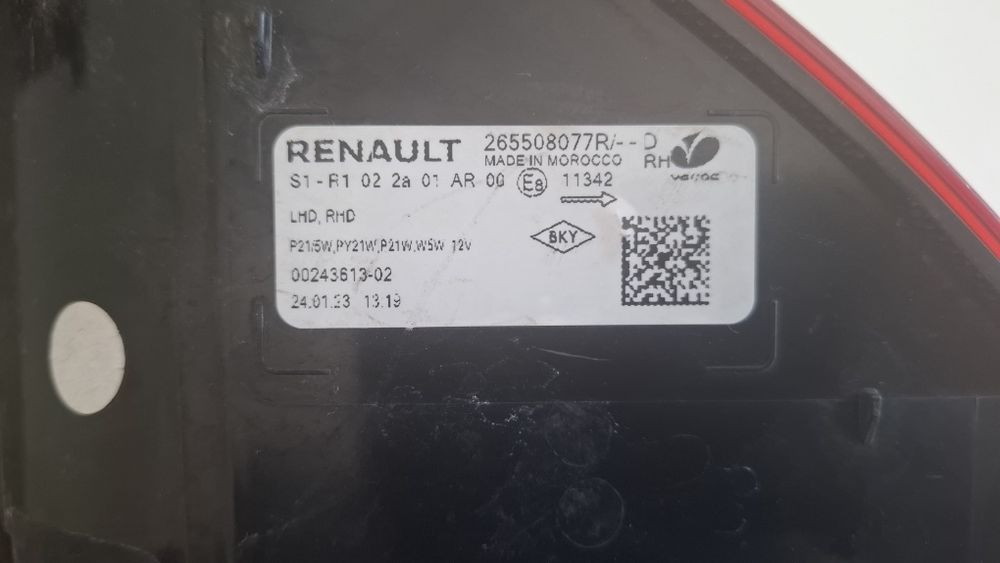 RENAULT 265508077R/--D
MADE IN MOROCCO RH
varroc
S1-R1 02 2a 01 AR 00 E8 11342
LHD, RHD
P21/5W,PY21W,P21W,W5W 12V
BKY
00243613-02
24.01.23 13.19